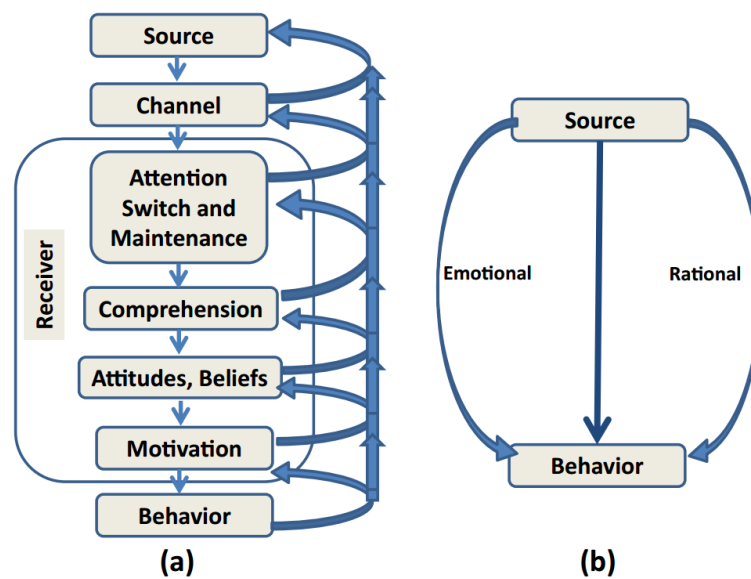 Source
Channel
Attention
Switch and
Maintenance
Receiver
Comprehension
Attitudes, Beliefs
Motivation
Behavior
(a)
Source
Emotional
Rational
Behavior
(b)